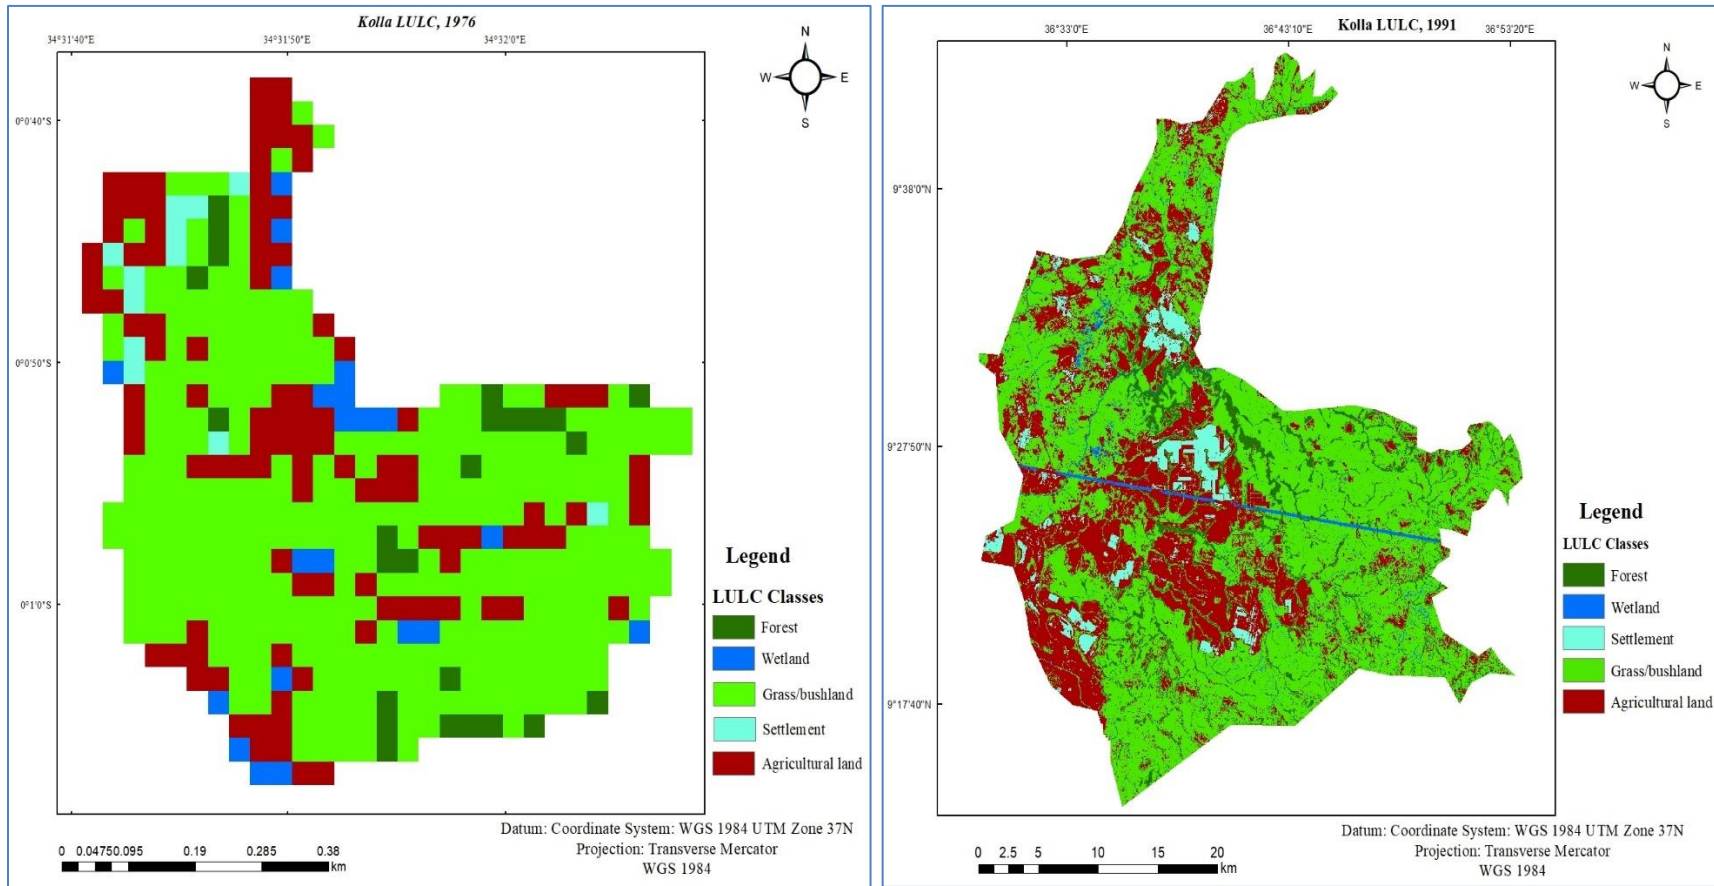 Kolla LULC, 1976
34°31'40"E
34°31'50"E
34°32'0"E
N
W
E
S
0°0'40"S
0°0'50"S
0°1'0"S
Legend
LULC Classes
Forest
Wetland
Grass/bushland
Settlement
Agricultural land
Datum: Coordinate System: WGS 1984 UTM Zone 37N
Projection: Transverse Mercator
WGS 1984
0 0.04750.095 0.19 0.285 0.38
km
Kolla LULC, 1991
36°33'0"E
36°43'10"E
36°53'20"E
N
W
E
S
9°38'0"N
9°27'50"N
9°17'40"N
Legend
LULC Classes
Forest
Wetland
Settlement
Grass/bushland
Agricultural land
Datum: Coordinate System: WGS 1984 UTM Zone 37N
Projection: Transverse Mercator
WGS 1984
0 2.5 5 10 15 20
km